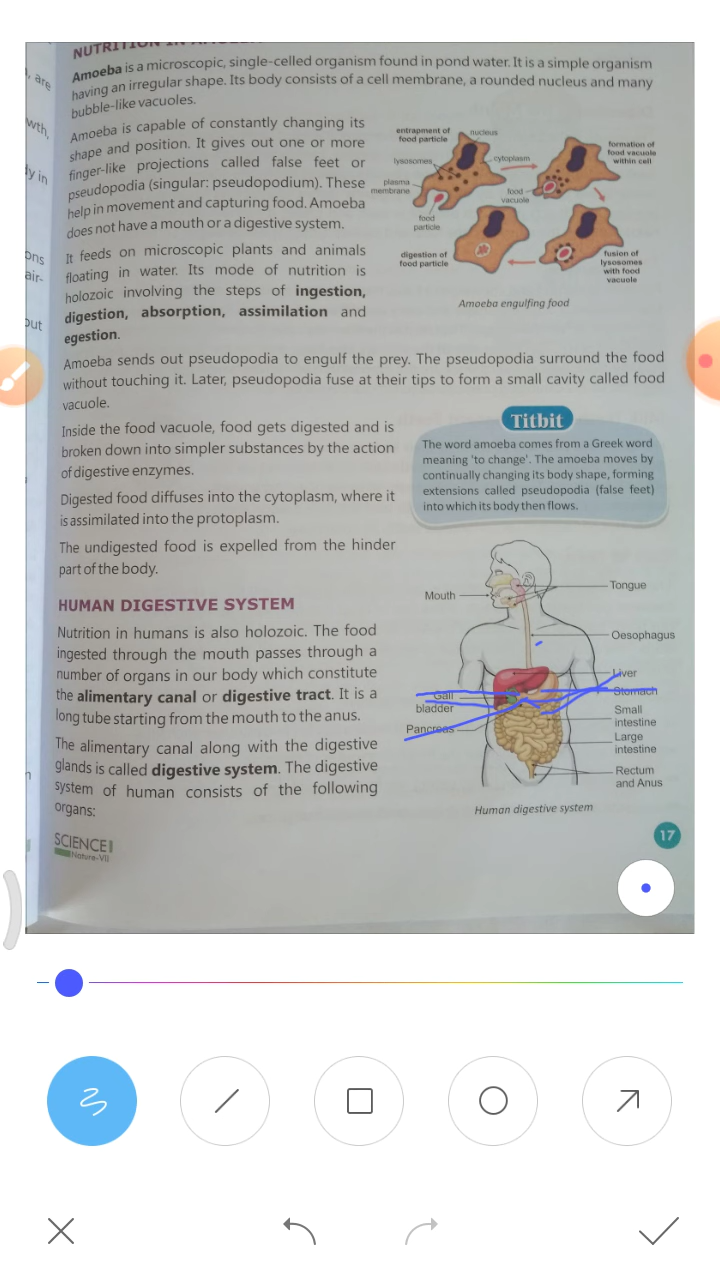 NUTRITION IN AMOEBA
Amoeba is a microscopic, single-celled organism found in pond water. It is a simple organism
having an irregular shape. Its body consists of a cell membrane, a rounded nucleus and many
bubble-like vacuoles.
Amoeba is capable of constantly changing its
shape and position. It gives out one or more
finger-like projections called false feet or
pseudopodia (singular: pseudopodium). These
help in movement and capturing food. Amoeba
does not have a mouth or a digestive system.
It feeds on microscopic plants and animals
floating in water. Its mode of nutrition is
holozoic involving the steps of ingestion,
digestion, absorption, assimilation and
egestion.
entrapment of
food particle
nucleus
lysosomes
cytoplasm
formation of
food vacuole
within cell
plasma
membrane
food
vacuole
food
particle
digestion of
food particle
fusion of
lysosomes
with food
vacuole
Amoeba engulfing food
Amoeba sends out pseudopodia to engulf the prey. The pseudopodia surround the food
without touching it. Later, pseudopodia fuse at their tips to form a small cavity called food
vacuole.
Inside the food vacuole, food gets digested and is
broken down into simpler substances by the action
of digestive enzymes.
Digested food diffuses into the cytoplasm, where it
is assimilated into the protoplasm.
The undigested food is expelled from the hinder
part of the body.
Titbit
The word amoeba comes from a Greek word
meaning 'to change'. The amoeba moves by
continually changing its body shape, forming
extensions called pseudopodia (false feet)
into which its body then flows.
HUMAN DIGESTIVE SYSTEM
Nutrition in humans is also holozoic. The food
ingested through the mouth passes through a
number of organs in our body which constitute
the alimentary canal or digestive tract. It is a
long tube starting from the mouth to the anus.
The alimentary canal along with the digestive
glands is called digestive system. The digestive
system of human consists of the following
organs:
Mouth
Tongue
Oesophagus
Liver
Stomach
Gall
bladder
Pancreas
Small
intestine
Large
intestine
Rectum
and Anus
Human digestive system
SCIENCE
Nature-VII
17
, are
wth,
ly in
ons
air-
out